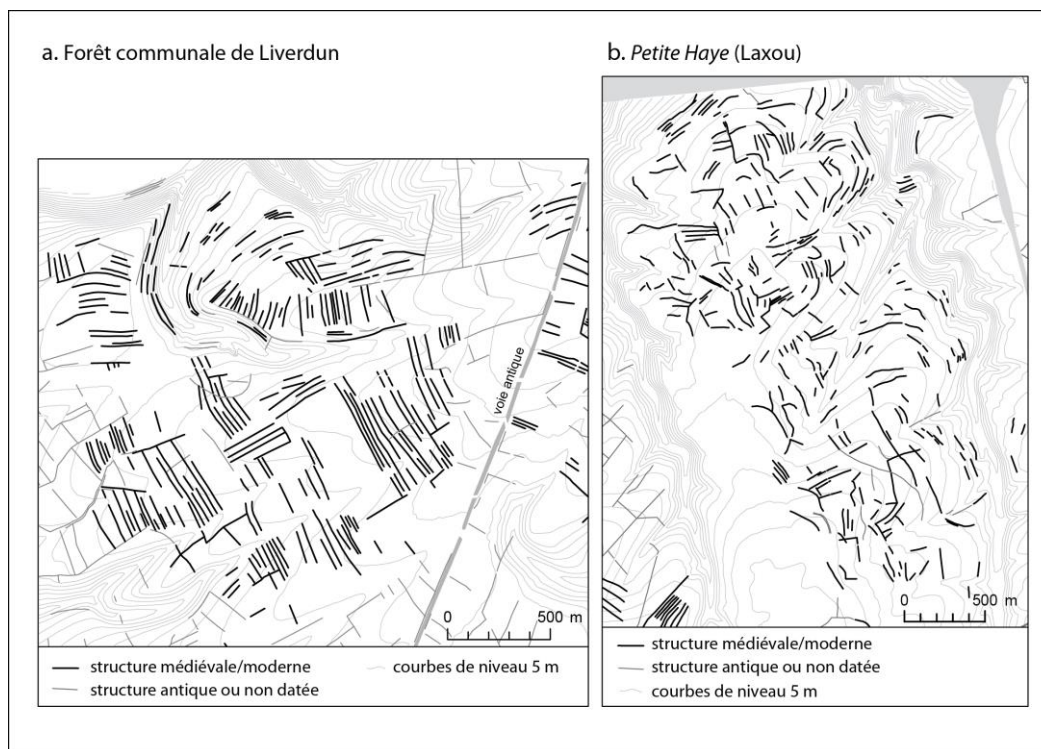 a. Forêt communale de Liverdun
voie antique
0 500 m
structure médiévale/moderne
structure antique ou non datée
courbes de niveau 5 m
b. Petite Haye (Laxou)
0 500 m
structure médiévale/moderne
structure antique ou non datée
courbes de niveau 5 m